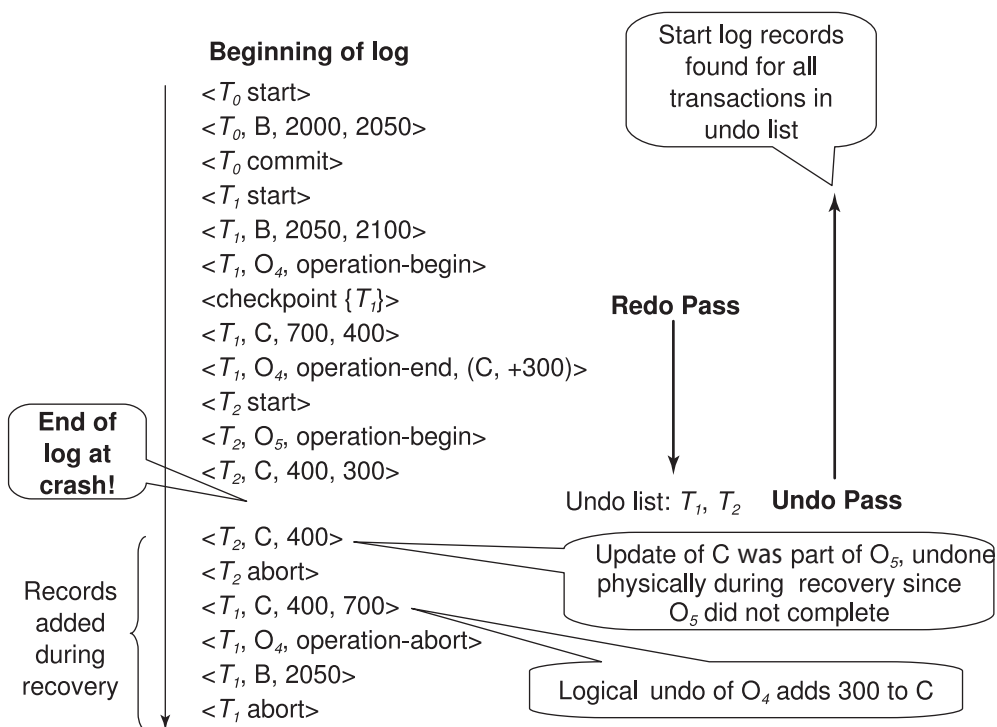 Beginning of log
<T₀ start>
<T₀, B, 2000, 2050>
<T₀ commit>
<T₁ start>
<T₁, B, 2050, 2100>
<T₁, O₄, operation-begin>
<checkpoint {T₁}>
<T₁, C, 700, 400>
<T₁, O₄, operation-end, (C, +300)>
<T₂ start>
<T₂, O₅, operation-begin>
<T₂, C, 400, 300>
End of
log at
crash!
Start log records
found for all
transactions in
undo list
Redo Pass
Undo list: T₁, T₂
Undo Pass
Records
added
during
recovery
<T₂, C, 400>
<T₂ abort>
<T₁, C, 400, 700>
<T₁, O₄, operation-abort>
<T₁, B, 2050>
<T₁ abort>
Update of C was part of O₅, undone
physically during recovery since
O₅ did not complete
Logical undo of O₄ adds 300 to C